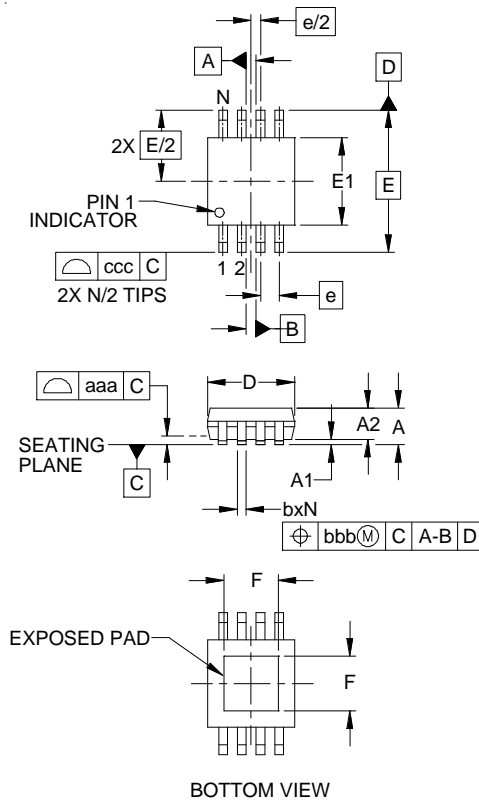 e/2
A
D
N
2X E/2
E1
E
PIN 1
INDICATOR
ccc C
1 2
2X N/2 TIPS
e
B
aaa C
D
A2
A
SEATING
PLANE
C
A1
bxN
bbbⓂ C A-B D
F
EXPOSED PAD
F
BOTTOM VIEW